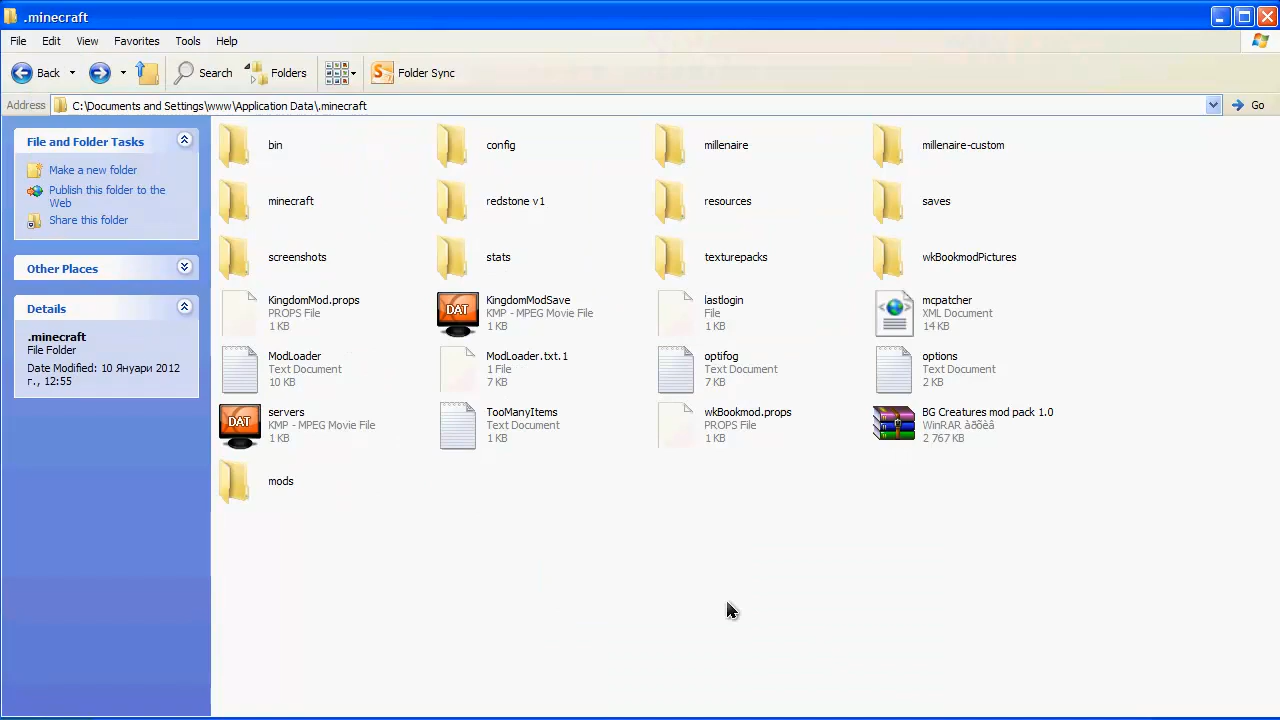 .minecraft
File Edit View Favorites Tools Help
Back Search Folders Folder Sync
Address C:\Documents and Settings\www\Application Data\.minecraft Go
File and Folder Tasks
Make a new folder
Publish this folder to the
Web
Share this folder
Other Places
Details
.minecraft
File Folder
Date Modified: 10 Януари 2012
г., 12:55
bin config millenaire millenaire-custom
minecraft redstone v1 resources saves
screenshots stats texturepacks wkBookmodPictures
KingdomMod.props
PROPS File
1 KB
DAT
KingdomModSave
KMP - MPEG Movie File
1 KB
lastlogin
File
1 KB
mcpatcher
XML Document
14 KB
ModLoader
Text Document
10 KB
ModLoader.txt.1
1 File
7 KB
optifog
Text Document
7 KB
options
Text Document
2 KB
DAT
servers
KMP - MPEG Movie File
1 KB
TooManyItems
Text Document
1 KB
wkBookmod.props
PROPS File
1 KB
BG Creatures mod pack 1.0
WinRAR àðõèâ
2 767 KB
mods